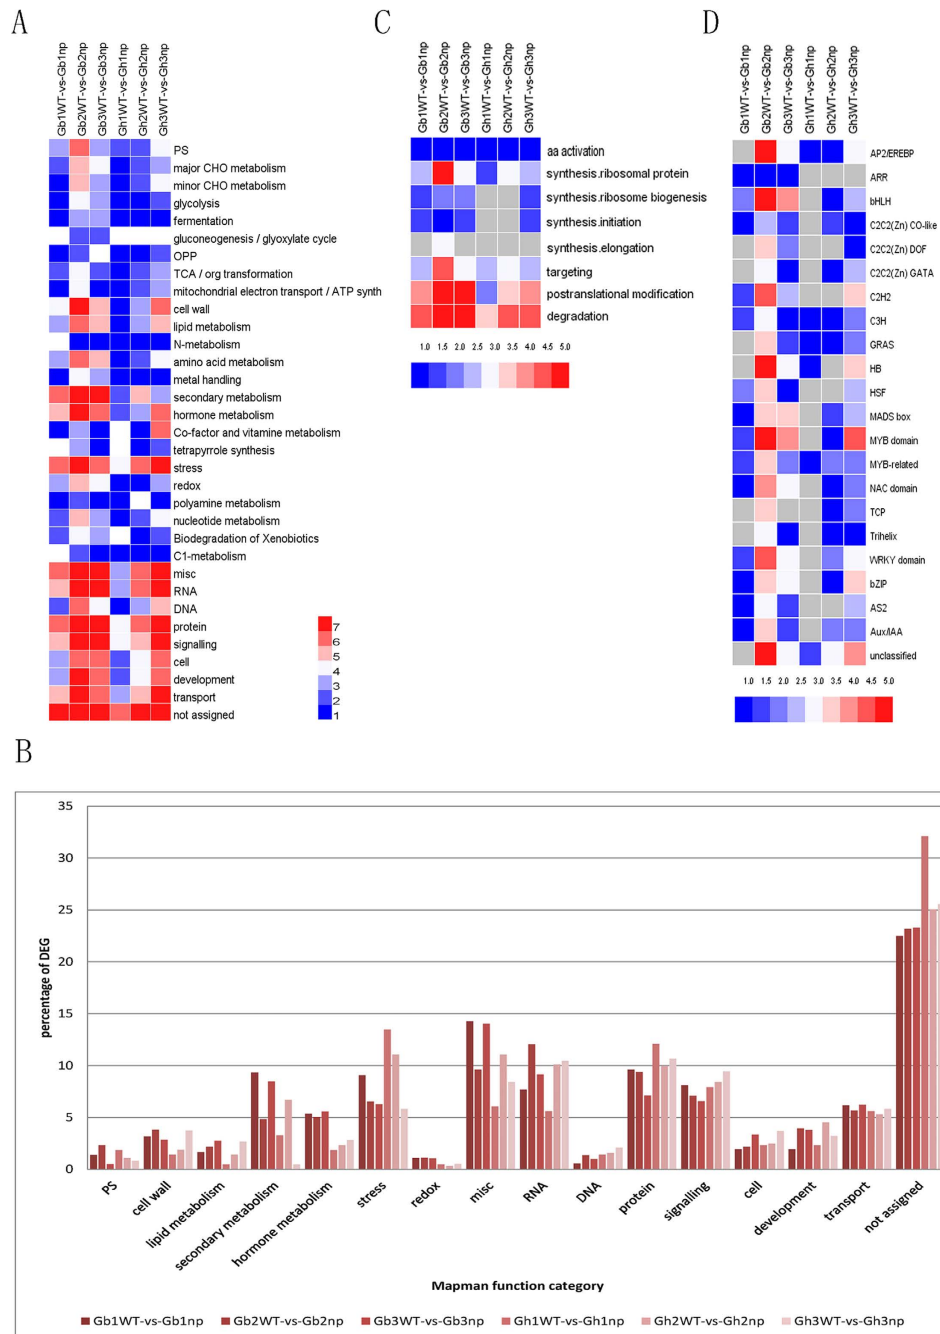 A
C
D
Gb1WT-vs-Gb1np
Gb2WT-vs-Gb2np
Gb3WT-vs-Gb3np
Gh1WT-vs-Gh1np
Gh2WT-vs-Gh2np
Gh3WT-vs-Gh3np
PS
major CHO metabolism
minor CHO metabolism
glycolysis
fermentation
gluconeogenesis / glyoxylate cycle
OPP
TCA / org transformation
mitochondrial electron transport / ATP synth
cell wall
lipid metabolism
N-metabolism
amino acid metabolism
metal handling
secondary metabolism
hormone metabolism
Co-factor and vitamine metabolism
tetrapyrrole synthesis
stress
redox
polyamine metabolism
nucleotide metabolism
Biodegradation of Xenobiotics
C1-metabolism
misc
RNA
DNA
protein
signalling
cell
development
transport
not assigned
7
6
5
4
3
2
1
Gb1WT-vs-Gb1np
Gb2WT-vs-Gb2np
Gb3WT-vs-Gb3np
Gh1WT-vs-Gh1np
Gh2WT-vs-Gh2np
Gh3WT-vs-Gh3np
aa activation
synthesis.ribosomal protein
synthesis.ribosome biogenesis
synthesis.initiation
synthesis.elongation
targeting
postranslational modification
degradation
1.0 1.5 2.0 2.5 3.0 3.5 4.0 4.5 5.0
Gb1WT-vs-Gb1np
Gb2WT-vs-Gb2np
Gb3WT-vs-Gb3np
Gh1WT-vs-Gh1np
Gh2WT-vs-Gh2np
Gh3WT-vs-Gh3np
AP2/EREBP
ARR
bHLH
C2C2(Zn) CO-like
C2C2(Zn) DOF
C2C2(Zn) GATA
C2H2
C3H
GRAS
HB
HSF
MADS box
MYB domain
MYB-related
NAC domain
TCP
Trihelix
WRKY domain
bZIP
AS2
Aux/IAA
unclassified
1.0 1.5 2.0 2.5 3.0 3.5 4.0 4.5 5.0
B
percentage of DEG
35
30
25
20
15
10
5
0
PS
cell wall
lipid metabolism
secondary metabolism
hormone metabolism
stress
redox
misc
RNA
DNA
protein
signalling
cell
development
transport
not assigned
Mapman function category
Gb1WT-vs-Gb1np Gb2WT-vs-Gb2np Gb3WT-vs-Gb3np Gh1WT-vs-Gh1np Gh2WT-vs-Gh2np Gh3WT-vs-Gh3np